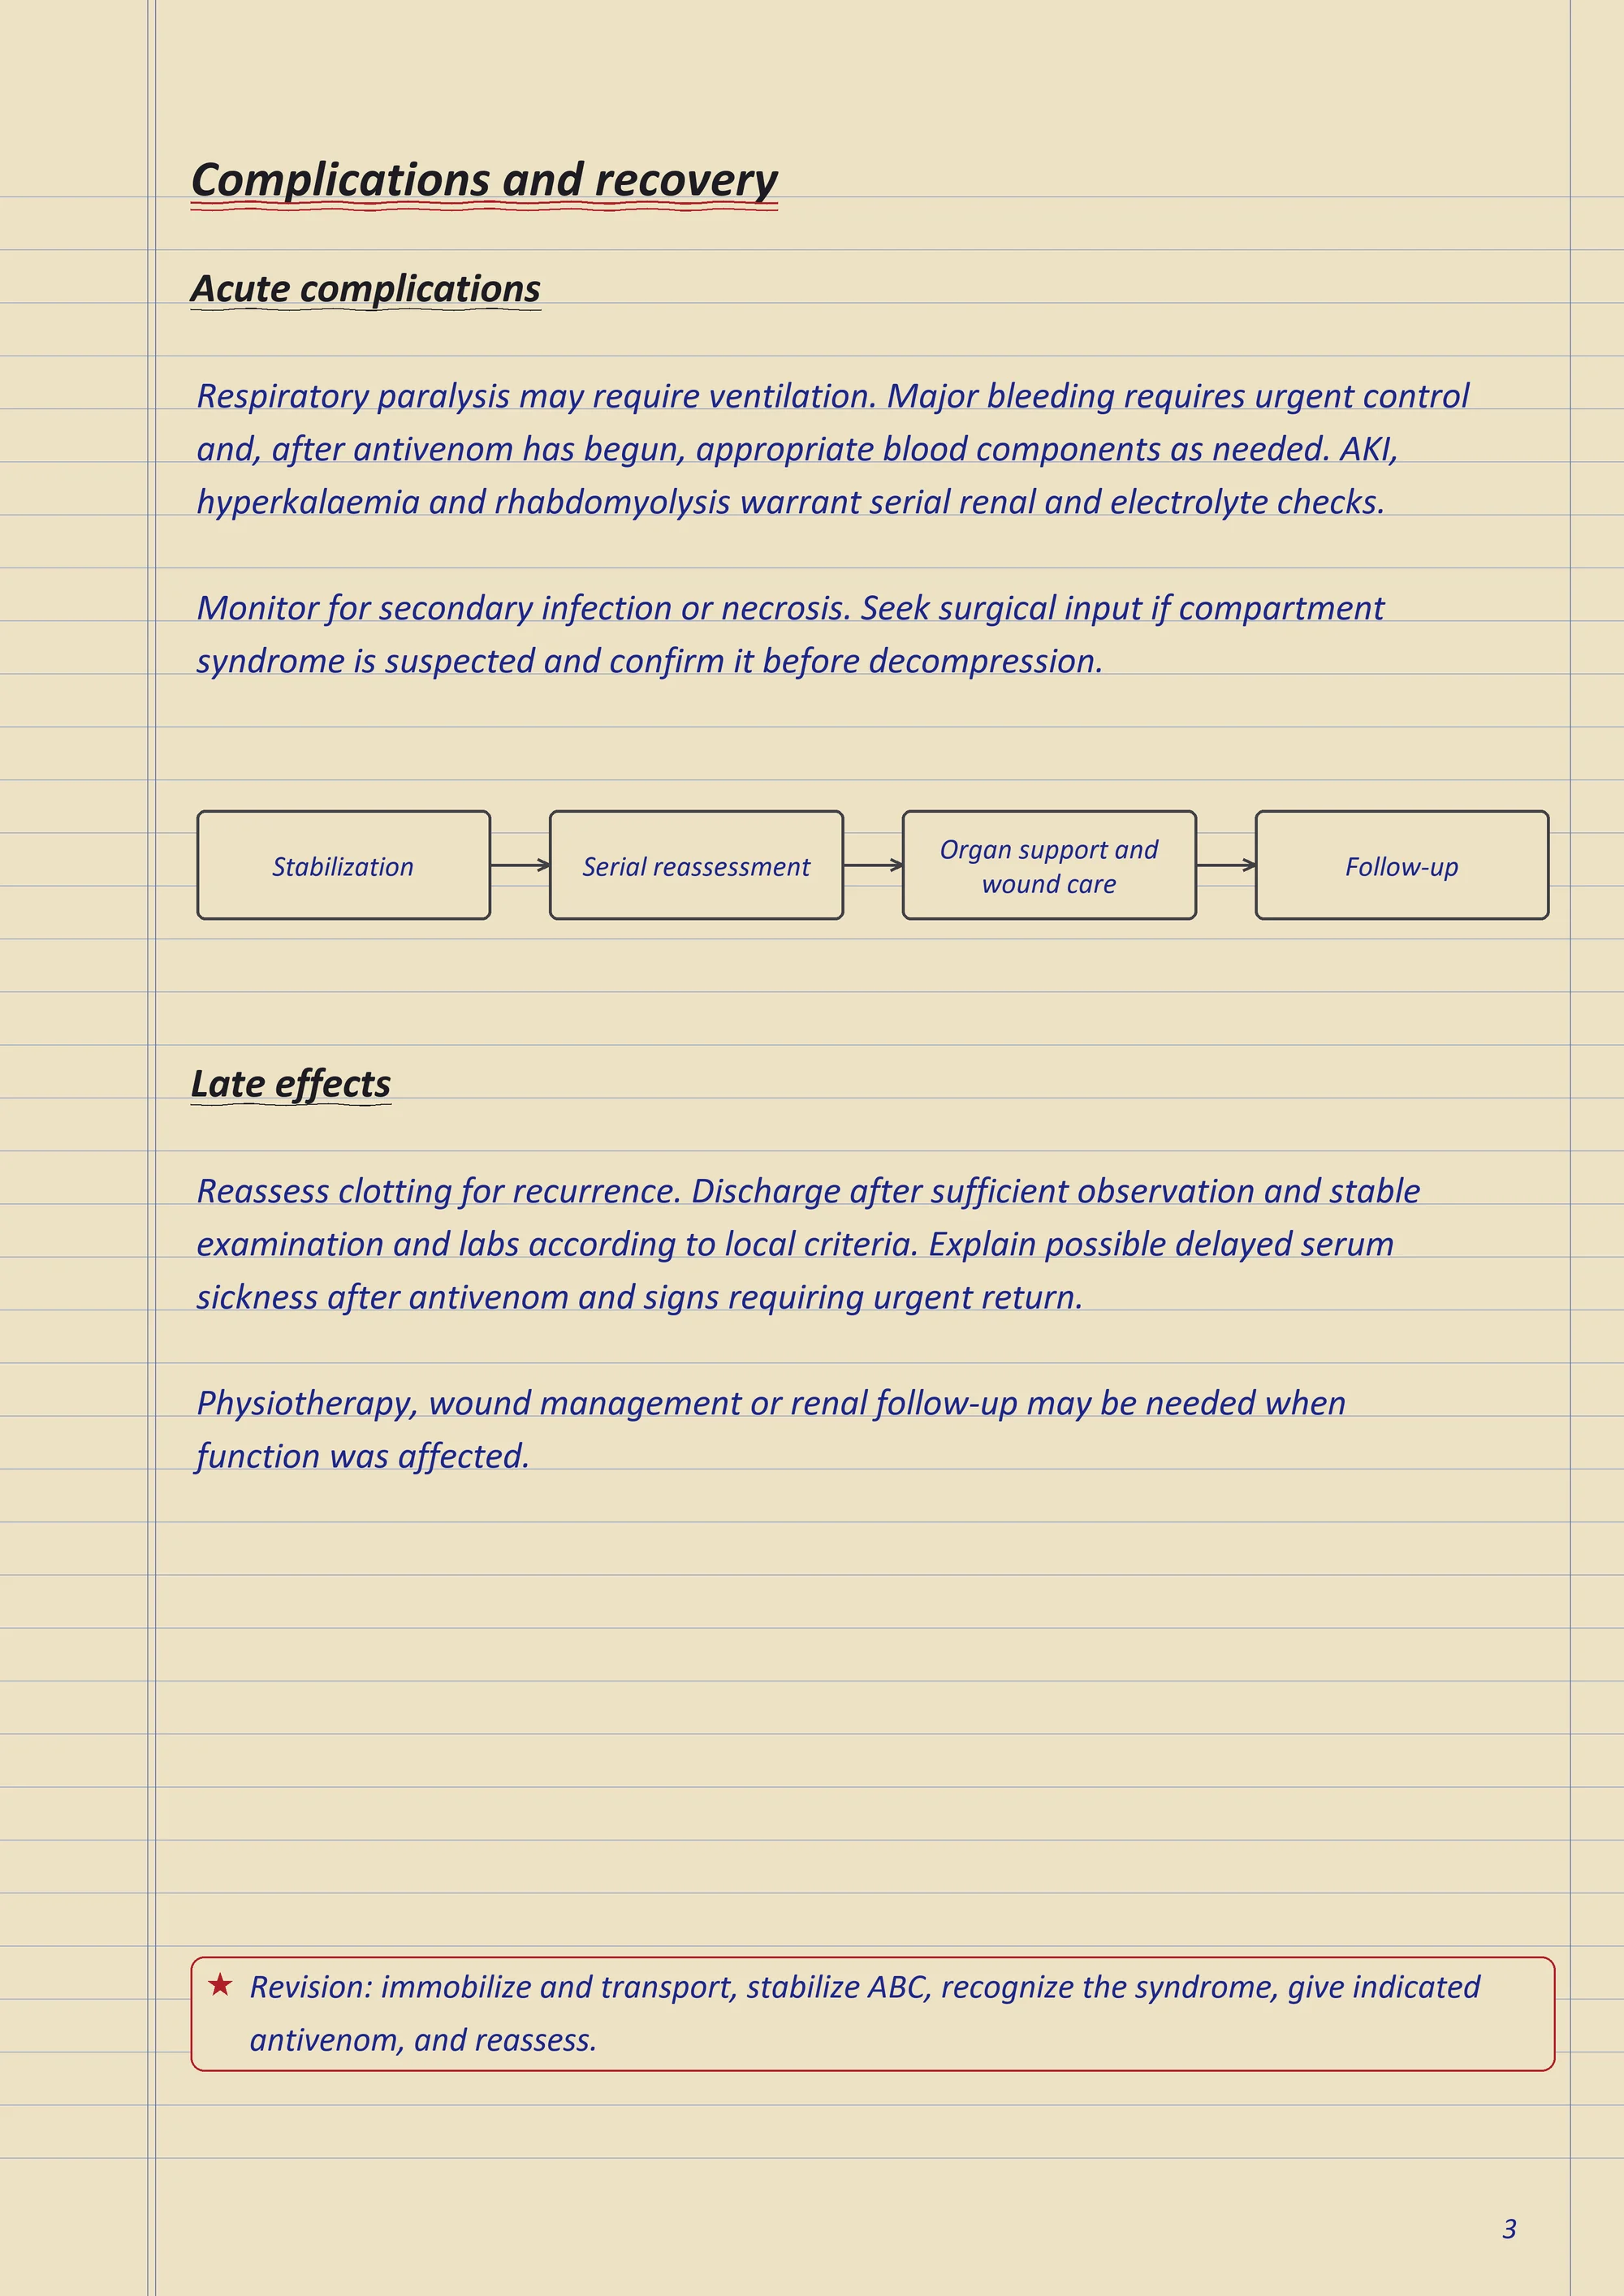 Complications and recovery
Acute complications
Respiratory paralysis may require ventilation. Major bleeding requires urgent control
and, after antivenom has begun, appropriate blood components as needed. AKI,
hyperkalaemia and rhabdomyolysis warrant serial renal and electrolyte checks.
Monitor for secondary infection or necrosis. Seek surgical input if compartment
syndrome is suspected and confirm it before decompression.
Stabilization
Serial reassessment
Organ support and
wound care
Follow-up
Late effects
Reassess clotting for recurrence. Discharge after sufficient observation and stable
examination and labs according to local criteria. Explain possible delayed serum
sickness after antivenom and signs requiring urgent return.
Physiotherapy, wound management or renal follow-up may be needed when
function was affected.
★ Revision: immobilize and transport, stabilize ABC, recognize the syndrome, give indicated
antivenom, and reassess.
3